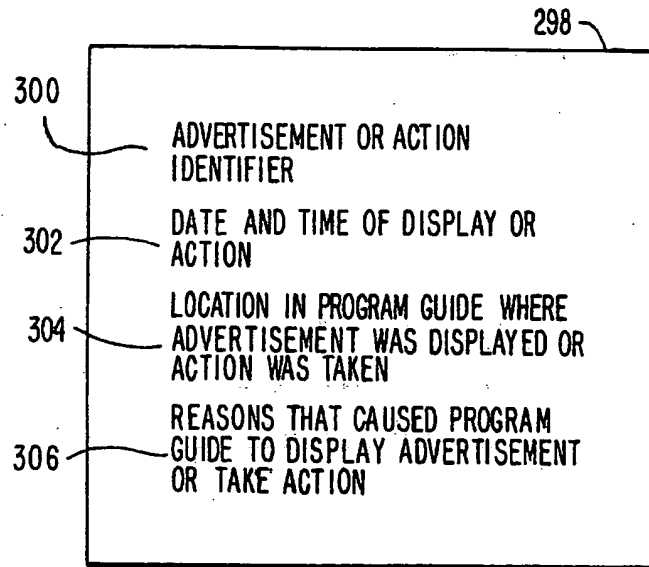 298
300
ADVERTISEMENT OR ACTION
IDENTIFIER
302
DATE AND TIME OF DISPLAY OR
ACTION
304
LOCATION IN PROGRAM GUIDE WHERE
ADVERTISEMENT WAS DISPLAYED OR
ACTION WAS TAKEN
306
REASONS THAT CAUSED PROGRAM
GUIDE TO DISPLAY ADVERTISEMENT
OR TAKE ACTION